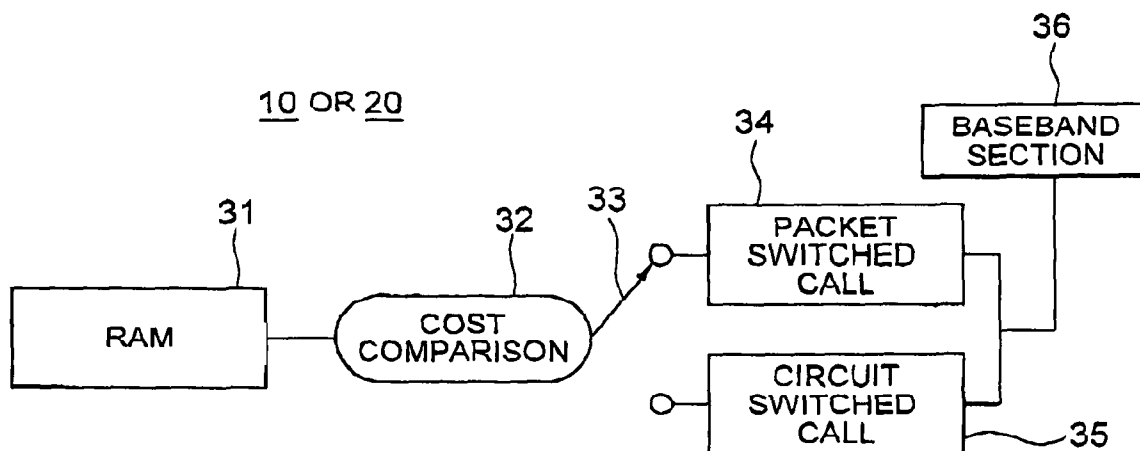 36
10 OR 20
BASEBAND
SECTION
34
31
32
33
PACKET
SWITCHED
CALL
RAM
COST
COMPARISON
CIRCUIT
SWITCHED
CALL
35